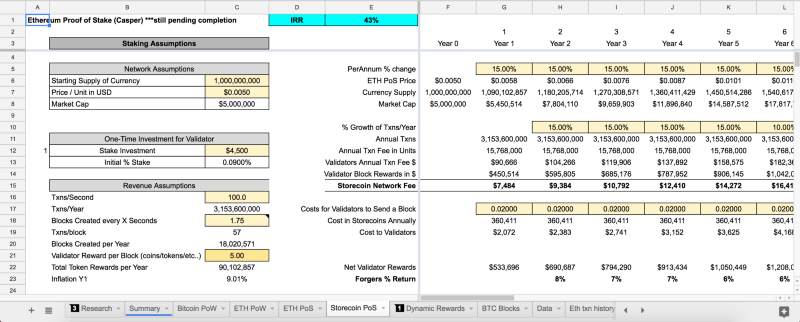 A B C D E F G H I J K L
1 Ethereum Proof of Stake (Casper) ***still pending completion IRR 43%
2 1 2 3 4 5 6
3 Staking Assumptions Year 0 Year 1 Year 2 Year 3 Year 4 Year 5 Year 6
4
5 Network Assumptions PerAnnum % change 15.00% 15.00% 15.00% 15.00% 15.00% 15.00%
6 Starting Supply of Currency 1,000,000,000 ETH PoS Price $0.0050 $0.0058 $0.0066 $0.0076 $0.0087 $0.0101 $0.011
7 Price / Unit in USD $0.0050 Currency Supply 1,000,000,000 1,090,102,857 1,180,205,714 1,270,308,571 1,360,411,429 1,450,514,286 1,540,617
8 Market Cap $5,000,000 Market Cap $5,000,000 $5,450,514 $7,804,110 $9,659,903 $11,896,840 $14,587,512 $17,817,
9
10 % Growth of Txns/Year 15.00% 15.00% 15.00% 15.00% 10.00%
11 One-Time Investment for Validator Annual Txns 3,153,600,000 3,153,600,000 3,153,600,000 3,153,600,000 3,153,600,000 3,153,600,
12 1 Stake Investment $4,500 Annual Txn Fee in Units 15,768,000 15,768,000 15,768,000 15,768,000 15,768,000 15,768,0
13 Initial % Stake 0.0900% Validators Annual Txn Fee $ $90,666 $104,266 $119,906 $137,892 $158,575 $182,36
14 Validator Block Rewards in $ $450,514 $595,805 $685,176 $787,952 $906,145 $1,042,0
15 Revenue Assumptions Storecoin Network Fee $7,484 $9,384 $10,792 $12,410 $14,272 $16,41
16 Txns/Second 100.0
17 Txns/Year 3,153,600,000 Costs for Validators to Send a Block 0.02000 0.02000 0.02000 0.02000 0.02000 0.0200
18 Blocks Created every X Seconds 1.75 Cost in Storecoins Annually 360,411 360,411 360,411 360,411 360,411 360,41
19 Txns/block 57 Cost to Validators $2,072 $2,383 $2,741 $3,152 $3,625 $4,168
20 Blocks Created per Year 18,020,571
21 Validator Reward per Block (coins/tokens/etc..) 5.00
22 Total Token Rewards per Year 90,102,857 Net Validator Rewards $533,696 $690,687 $794,290 $913,434 $1,050,449 $1,208,0
23 Inflation Y1 9.01% Forgers % Return 8% 7% 7% 6% 6%
24
3 Research Summary Bitcoin PoW ETH PoW ETH PoS Storecoin PoS 1 Dynamic Rewards BTC Blocks Data Eth txn history